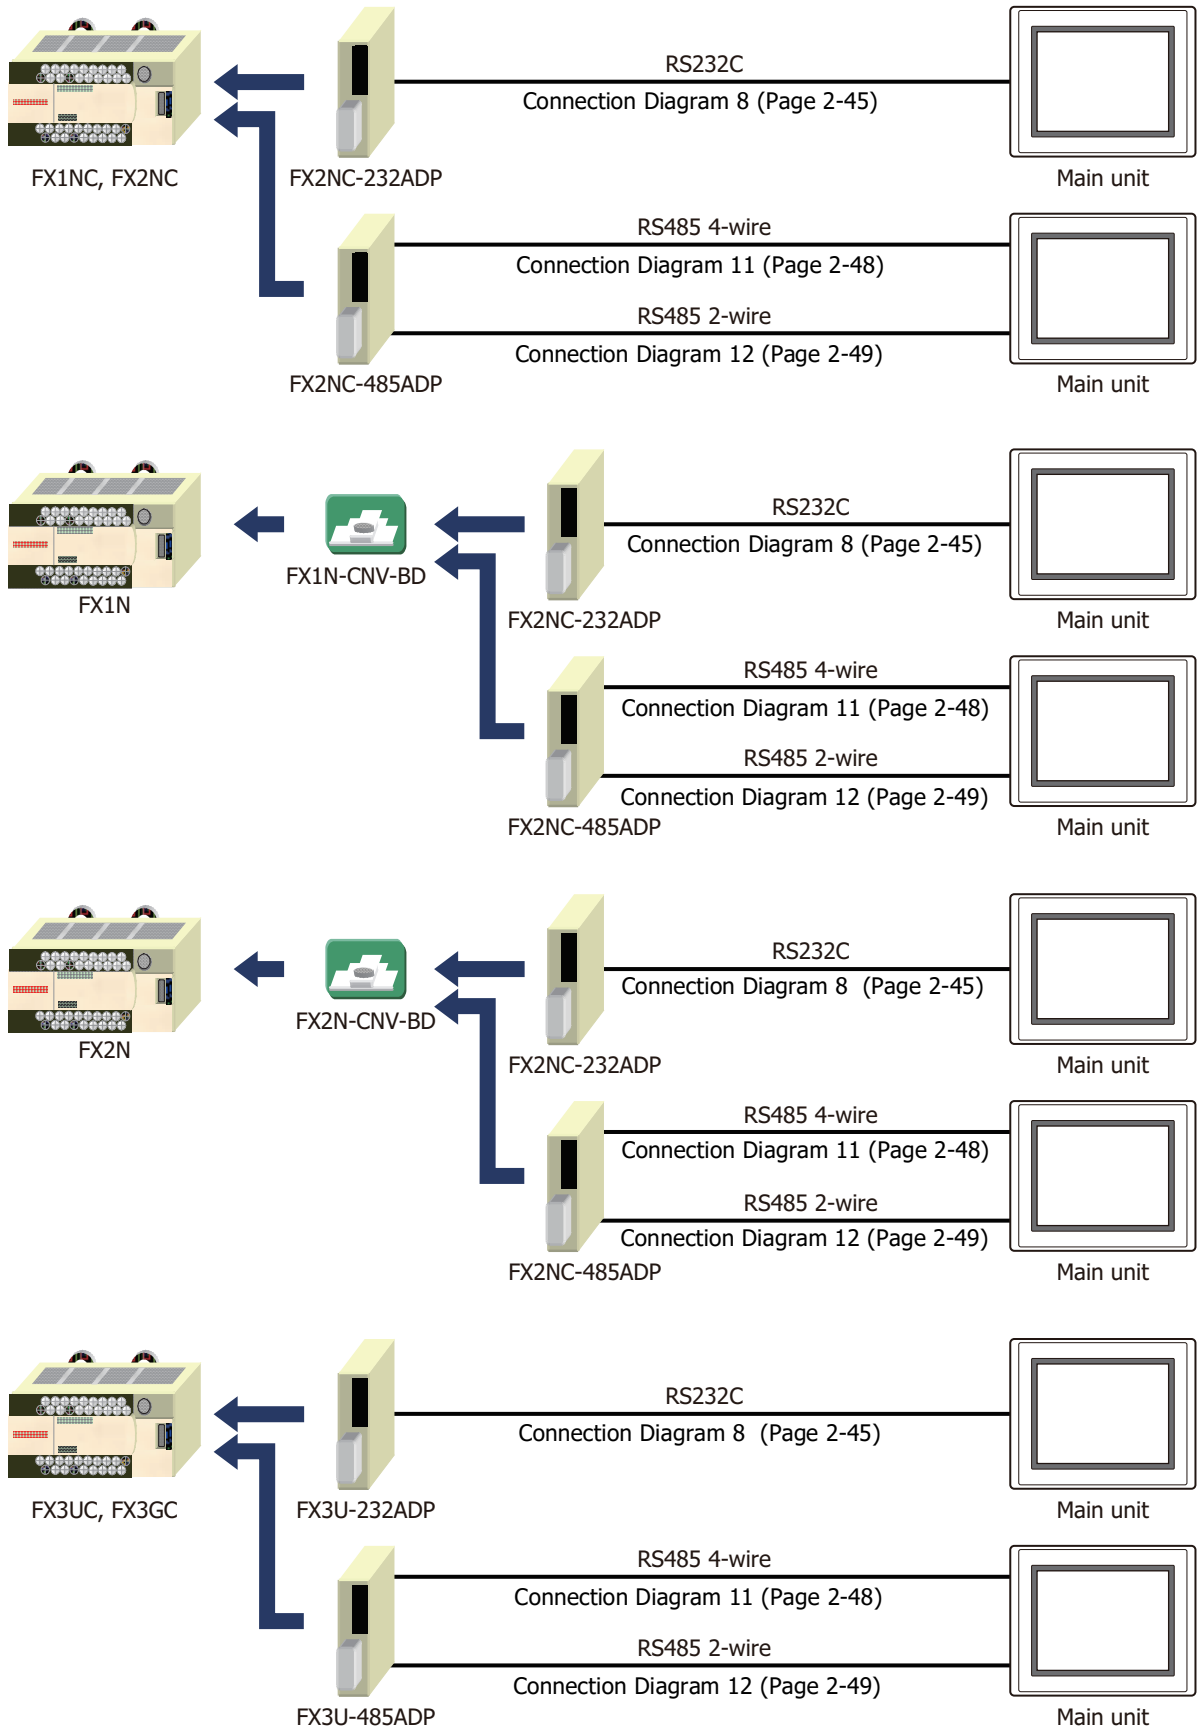 RS232C
Connection Diagram 8 (Page 2-45)
FX1NC, FX2NC
FX2NC-232ADP
Main unit
RS485 4-wire
Connection Diagram 11 (Page 2-48)
RS485 2-wire
Connection Diagram 12 (Page 2-49)
FX2NC-485ADP
Main unit
RS232C
Connection Diagram 8 (Page 2-45)
FX1N-CNV-BD
FX1N
FX2NC-232ADP
Main unit
RS485 4-wire
Connection Diagram 11 (Page 2-48)
RS485 2-wire
Connection Diagram 12 (Page 2-49)
FX2NC-485ADP
Main unit
RS232C
Connection Diagram 8 (Page 2-45)
FX2N-CNV-BD
FX2N
FX2NC-232ADP
Main unit
RS485 4-wire
Connection Diagram 11 (Page 2-48)
RS485 2-wire
Connection Diagram 12 (Page 2-49)
FX2NC-485ADP
Main unit
RS232C
Connection Diagram 8 (Page 2-45)
FX3UC, FX3GC
FX3U-232ADP
Main unit
RS485 4-wire
Connection Diagram 11 (Page 2-48)
RS485 2-wire
Connection Diagram 12 (Page 2-49)
FX3U-485ADP
Main unit